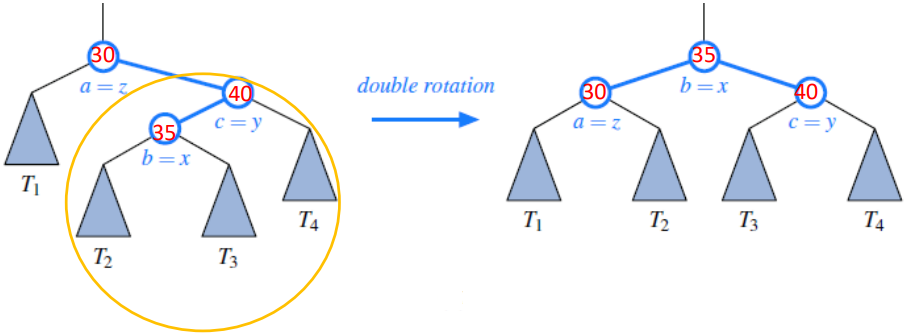 30
a = z
40
c = y
35
b = x
T1
T2
T3
T4
double rotation
35
b = x
30
a = z
40
c = y
T1
T2
T3
T4